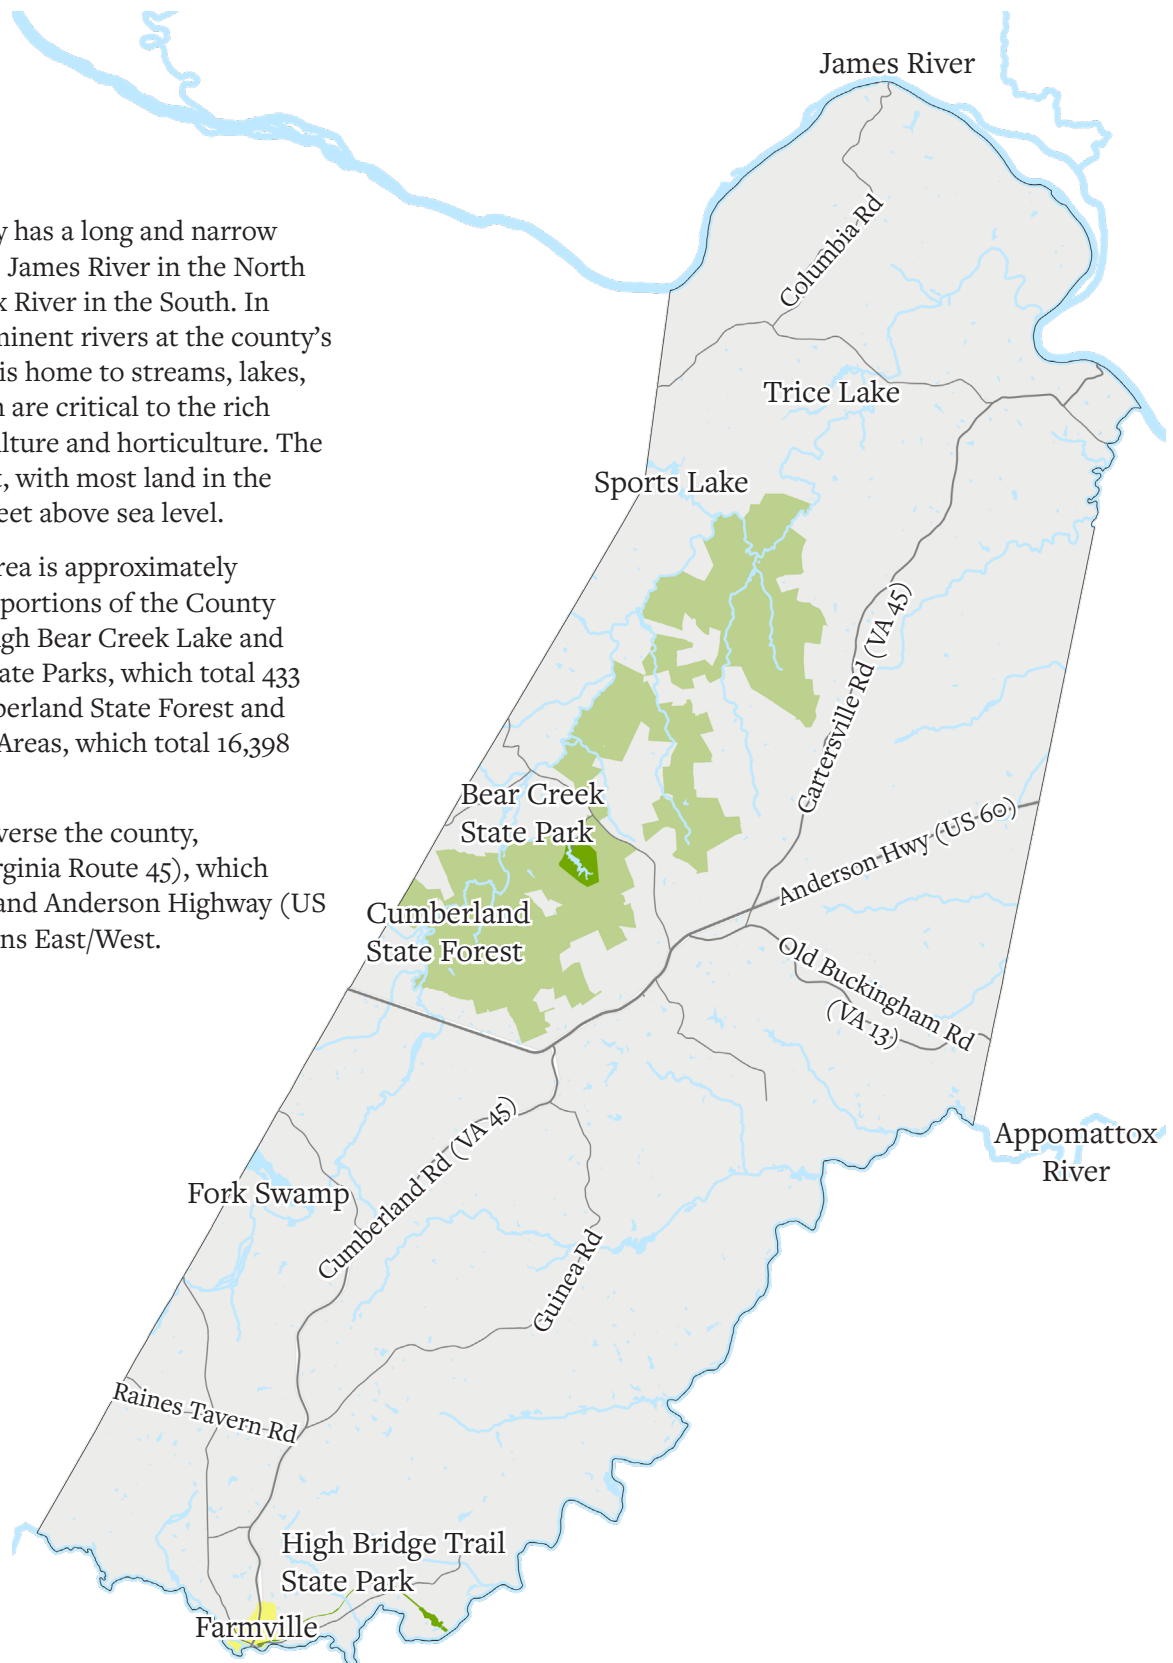 James River
y has a long and narrow
James River in the North
x River in the South. In
minent rivers at the county's
is home to streams, lakes,
h are critical to the rich
lture and horticulture. The
t, with most land in the
eet above sea level.
rea is approximately
portions of the County
gh Bear Creek Lake and
ate Parks, which total 433
berland State Forest and
Areas, which total 16,398
verse the county,
rginia Route 45), which
and Anderson Highway (US
ns East/West.
Columbia Rd
Trice Lake
Sports Lake
Cartersville Rd (VA 45)
Bear Creek
State Park
Anderson Hwy (US 60)
Cumberland
State Forest
Old Buckingham Rd
(VA 13)
Appomattox
River
Cumberland Rd (VA 45)
Fork Swamp
Guinea Rd
Raines Tavern Rd
High Bridge Trail
State Park
Farmville